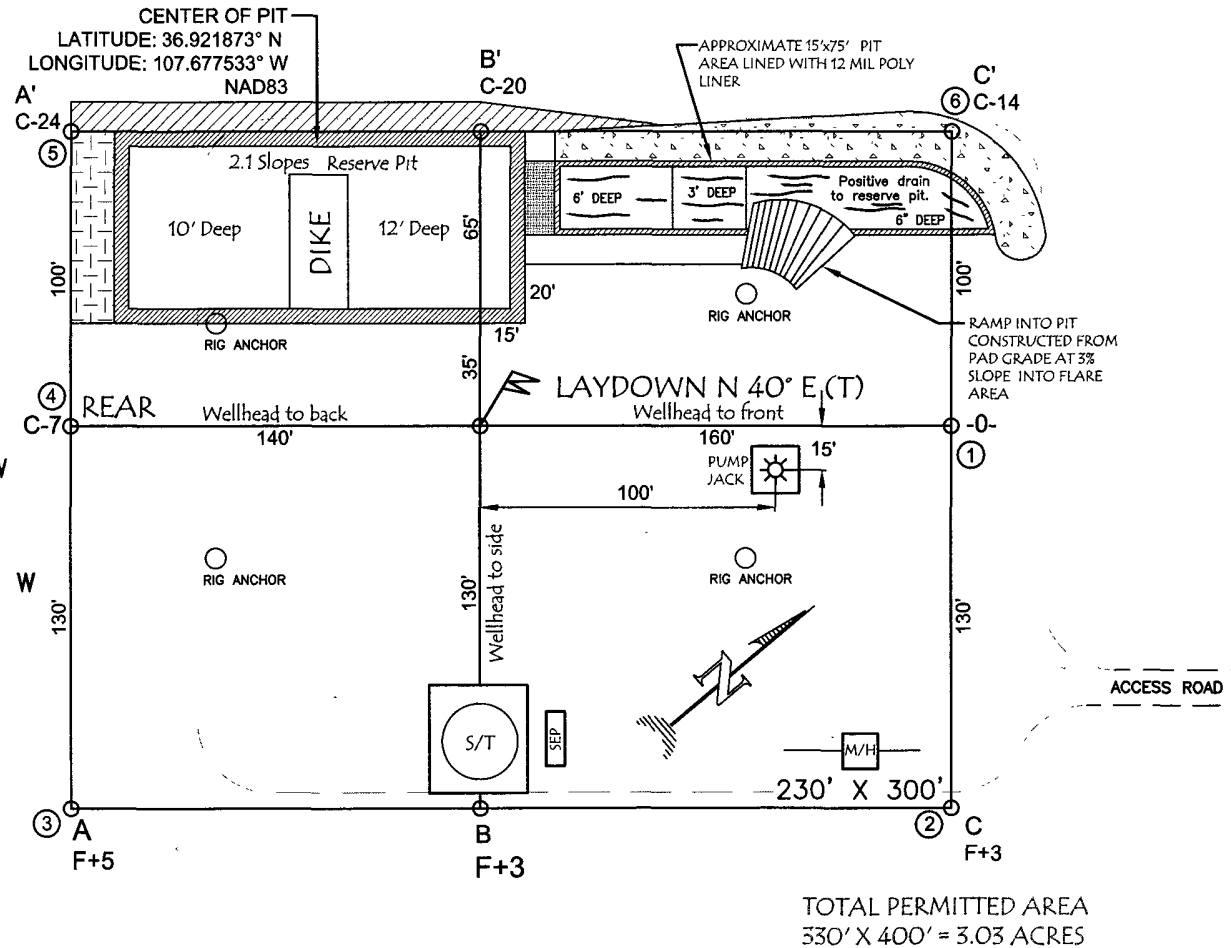 CENTER OF PIT
LATITUDE: 36.921873° N
LONGITUDE: 107.677533° W
NAD83
A'
C-24
⑤
B'
C-20
APPROXIMATE 15'x75' PIT
AREA LINED WITH 12 MIL POLY
LINER
C'
⑥ C-14
2.1 Slopes Reserve Pit
10' Deep
DIKE
12' Deep
65'
6' DEEP
3' DEEP
Positive drain
to reserve pit.
6" DEEP
100'
20'
15'
35'
RIG ANCHOR
RIG ANCHOR
100'
RAMP INTO PIT
CONSTRUCTED FROM
PAD GRADE AT 3%
SLOPE INTO FLARE
AREA
④
C-7
REAR
Wellhead to back
140'
LAYDOWN N 40° E (T)
Wellhead to front
160'
-0-
①
15'
PUMP
JACK
100'
W
130'
RIG ANCHOR
130'
Wellhead to side
RIG ANCHOR
130'
N
ACCESS ROAD
S/T
SEP
M/H
230' X 300'
③
A
F+5
B
F+3
②
C
F+3
TOTAL PERMITTED AREA
330' X 400' = 3.03 ACRES